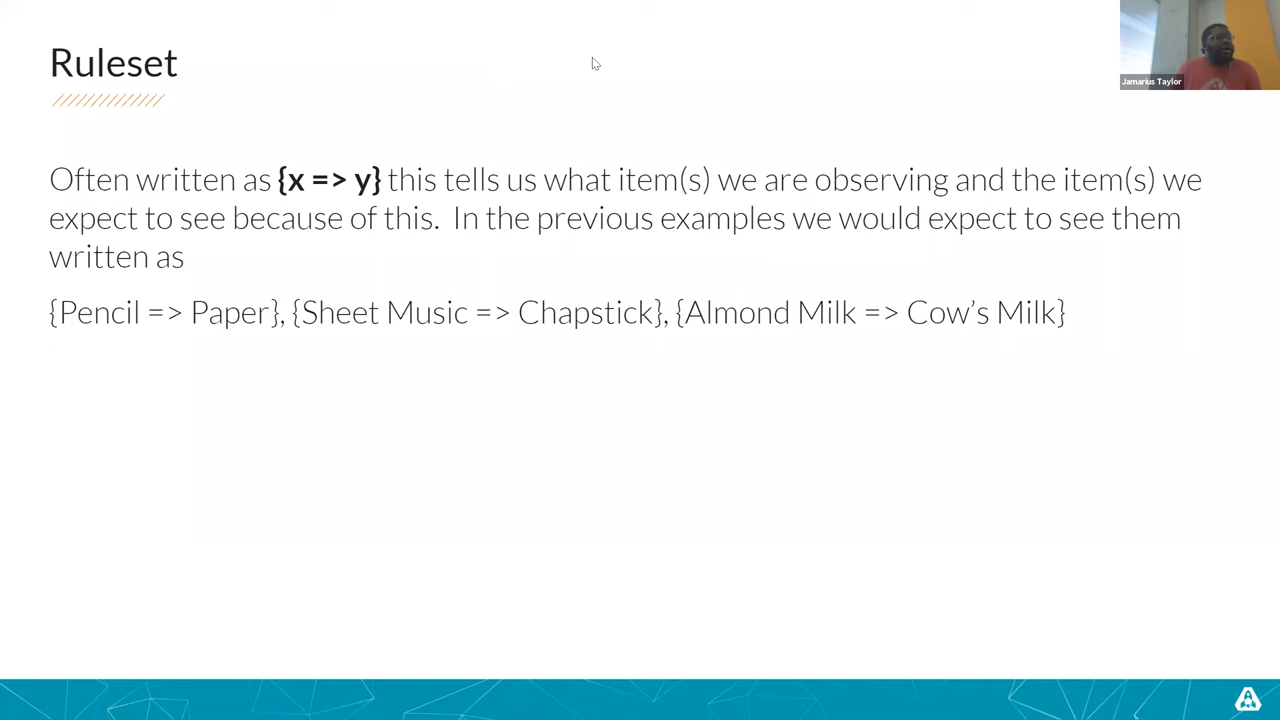 Ruleset
Jamarius Taylor
Often written as {x => y} this tells us what item(s) we are observing and the item(s) we
expect to see because of this.  In the previous examples we would expect to see them
written as
{Pencil => Paper}, {Sheet Music => Chapstick}, {Almond Milk => Cow’s Milk}